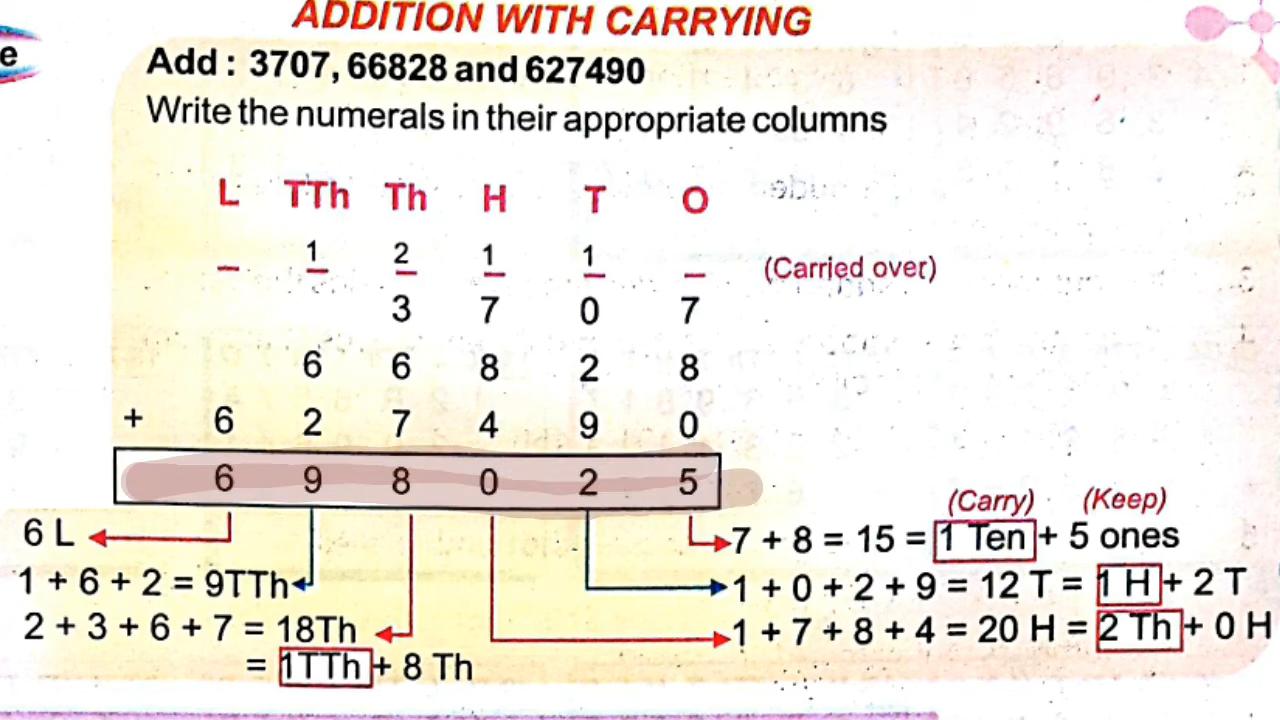 ADDITION WITH CARRYING
e
Add : 3707, 66828 and 627490
Write the numerals in their appropriate columns
L TTh Th H T O
_ 1 2 1 1 _ (Carried over)
3 7 0 7
6 6 8 2 8
+ 6 2 7 4 9 0
6 9 8 0 2 5
(Carry) (Keep)
6 L
7 + 8 = 15 = 1 Ten + 5 ones
1 + 6 + 2 = 9TTh
1 + 0 + 2 + 9 = 12 T = 1 H + 2 T
2 + 3 + 6 + 7 = 18Th
1 + 7 + 8 + 4 = 20 H = 2 Th + 0 H
= 1TTh + 8 Th